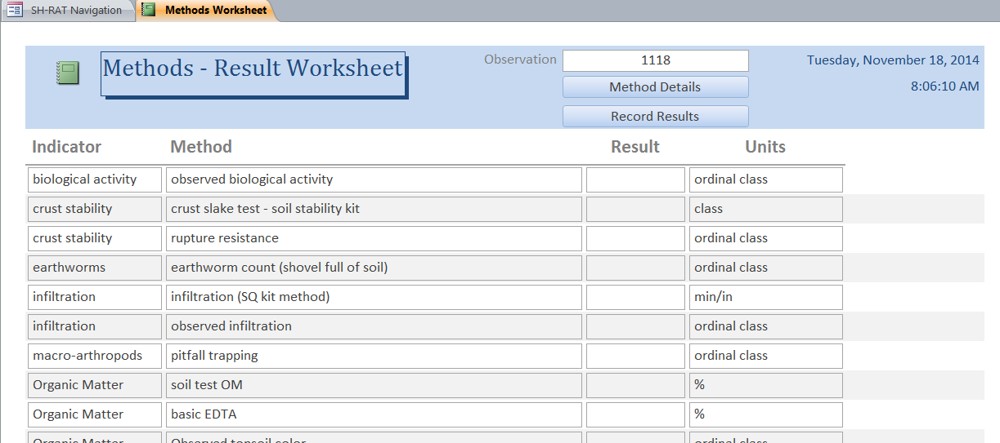 SH-RAT Navigation Methods Worksheet
Methods - Result Worksheet
Observation 1118
Tuesday, November 18, 2014
Method Details
8:06:10 AM
Record Results
Indicator Method Result Units
biological activity observed biological activity ordinal class
crust stability crust slake test - soil stability kit class
crust stability rupture resistance ordinal class
earthworms earthworm count (shovel full of soil) ordinal class
infiltration infiltration (SQ kit method) min/in
infiltration observed infiltration ordinal class
macro-arthropods pitfall trapping ordinal class
Organic Matter soil test OM %
Organic Matter basic EDTA %
Organic Matter Observed topsoil color ordinal class